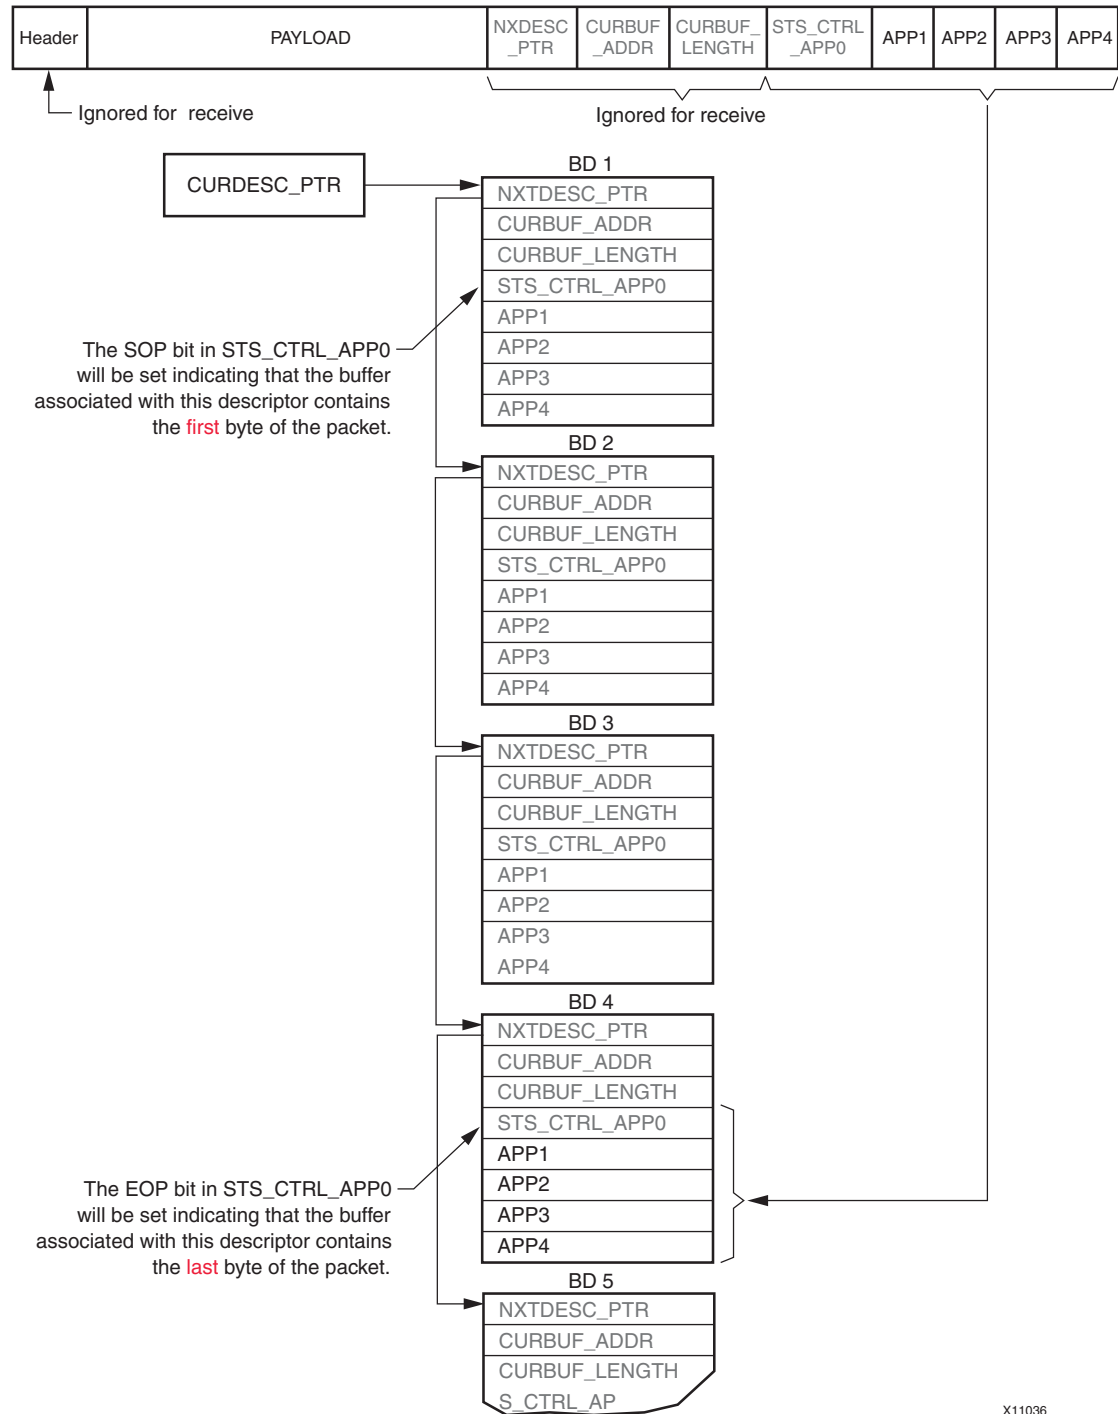 Header PAYLOAD NXDESC _PTR CURBUF _ADDR CURBUF_ LENGTH STS_CTRL _APP0 APP1 APP2 APP3 APP4
Ignored for receive
Ignored for receive
CURDESC_PTR
BD 1
NXTDESC_PTR
CURBUF_ADDR
CURBUF_LENGTH
STS_CTRL_APP0
APP1
APP2
APP3
APP4
The SOP bit in STS_CTRL_APP0
will be set indicating that the buffer
associated with this descriptor contains
the first byte of the packet.
BD 2
NXTDESC_PTR
CURBUF_ADDR
CURBUF_LENGTH
STS_CTRL_APP0
APP1
APP2
APP3
APP4
BD 3
NXTDESC_PTR
CURBUF_ADDR
CURBUF_LENGTH
STS_CTRL_APP0
APP1
APP2
APP3
APP4
BD 4
NXTDESC_PTR
CURBUF_ADDR
CURBUF_LENGTH
STS_CTRL_APP0
APP1
APP2
APP3
APP4
The EOP bit in STS_CTRL_APP0
will be set indicating that the buffer
associated with this descriptor contains
the last byte of the packet.
BD 5
NXTDESC_PTR
CURBUF_ADDR
CURBUF_LENGTH
S_CTRL_AP
X11036